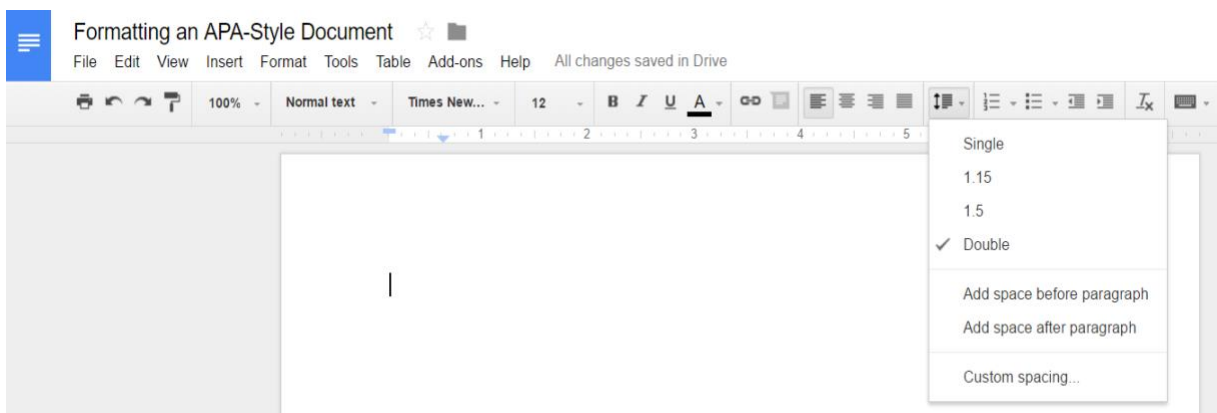 Formatting an APA-Style Document
File Edit View Insert Format Tools Table Add-ons Help All changes saved in Drive
100% Normal text Times New... 12 B I U A
1 2 3 4 5
Single
1.15
1.5
Double
Add space before paragraph
Add space after paragraph
Custom spacing...